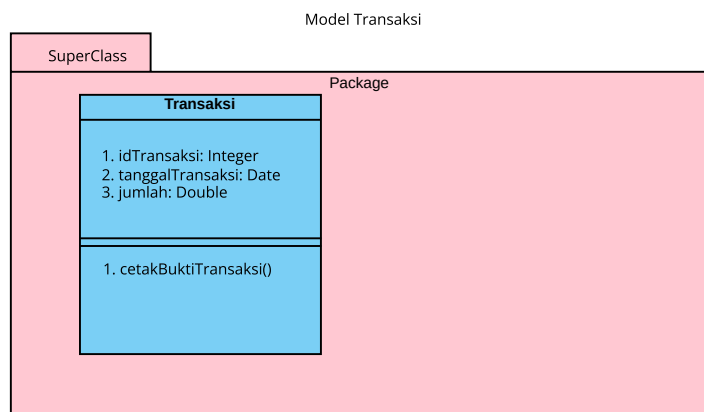 Model Transaksi
SuperClass
Package
Transaksi
1. idTransaksi: Integer
2. tanggalTransaksi: Date
3. jumlah: Double
1. cetakBuktiTransaksi()